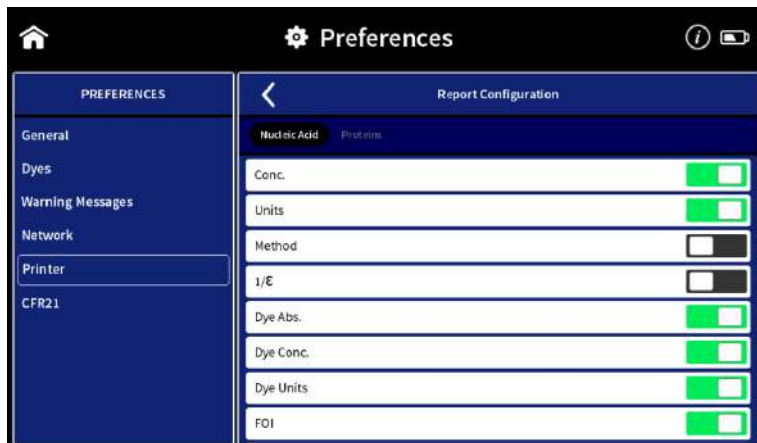 Preferences
i
PREFERENCES
Report Configuration
General
Nucleic Acid Proteins
Dyes
Conc.
Warning Messages
Units
Network
Method
Printer
1/Ɛ
CFR21
Dye Abs.
Dye Conc.
Dye Units
FOI